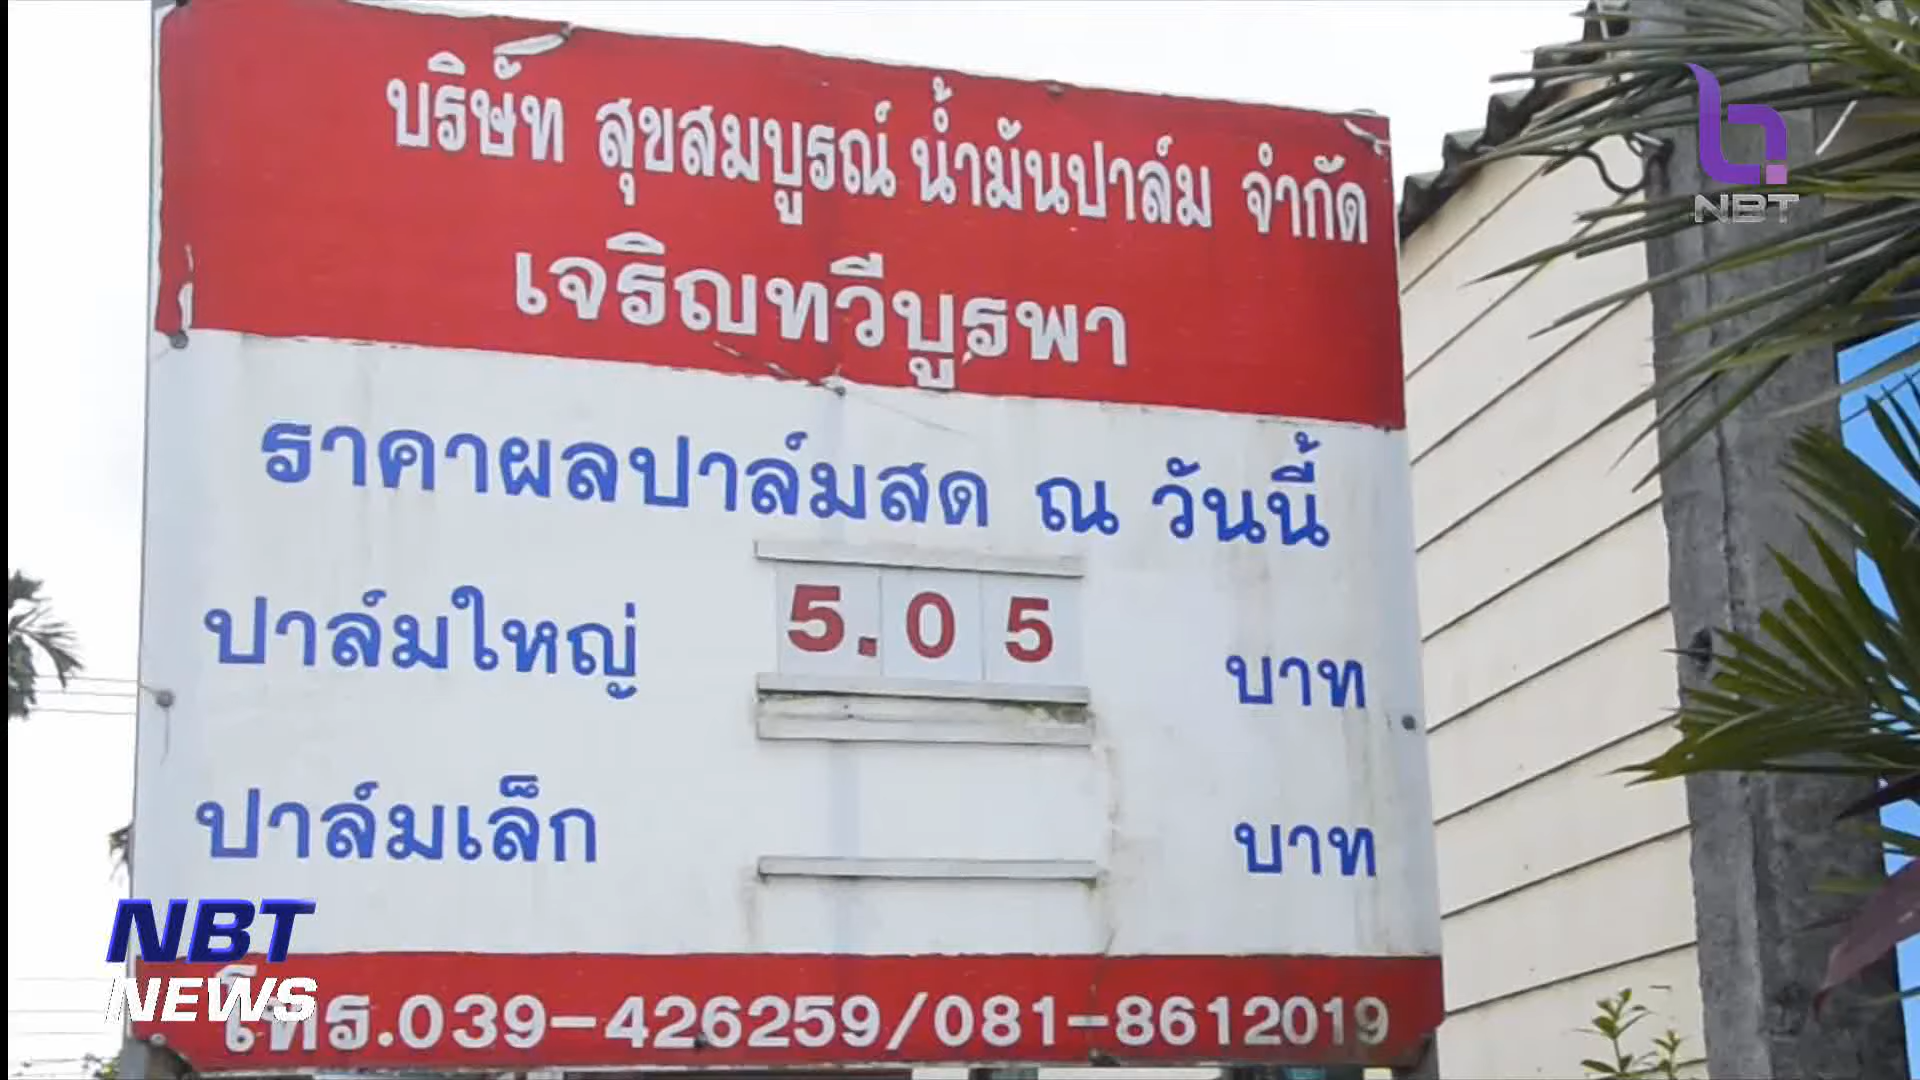 บริษัท สุขสมบูรณ์ น้ำมันปาล์ม จำกัด
เจริญทวีบูรพา
ราคาผลปาล์มสด ณ วันนี้
ปาล์มใหญ่ 5.05 บาท
ปาล์มเล็ก บาท
โทร.039-426259/081-8612019
NBT
NBT
NEWS